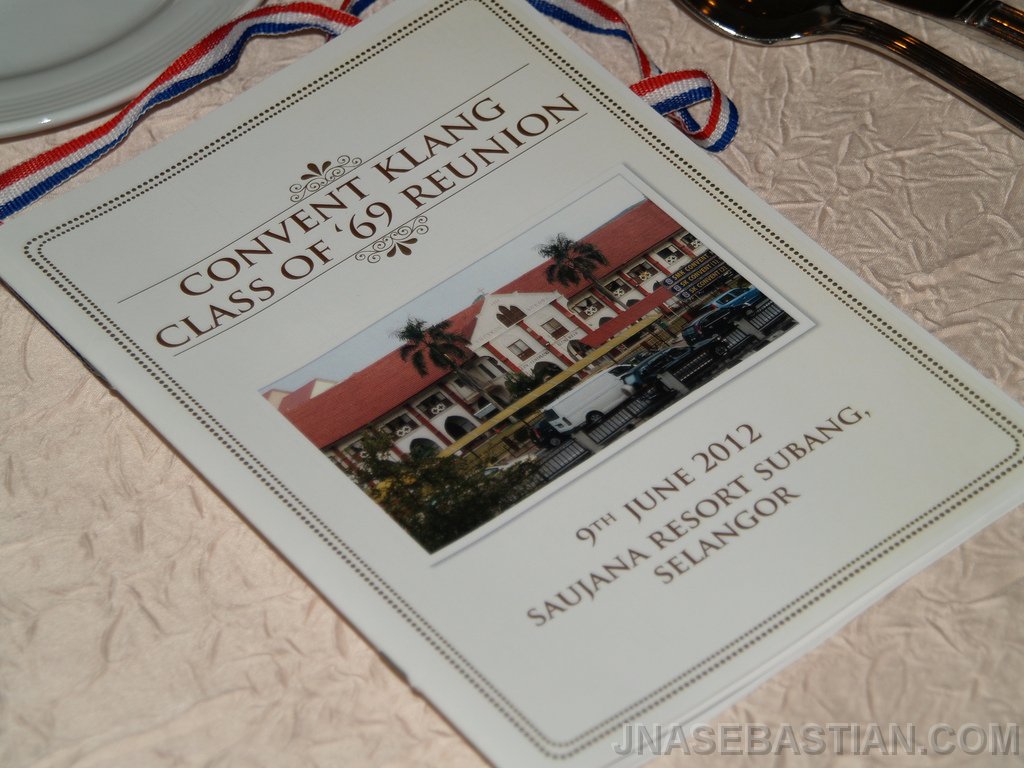 CONVENT KLANG
CLASS OF '69 REUNION
9TH JUNE 2012
SAUJANA RESORT SUBANG,
SELANGOR
JNASEBASTIAN.COM